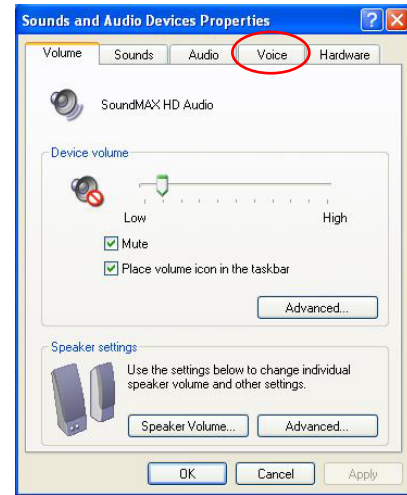 Sounds and Audio Devices Properties
Volume Sounds Audio Voice Hardware
SoundMAX HD Audio
Device volume
Low High
Mute
Place volume icon in the taskbar
Advanced...
Speaker settings
Use the settings below to change individual
speaker volume and other settings.
Speaker Volume... Advanced...
OK Cancel Apply